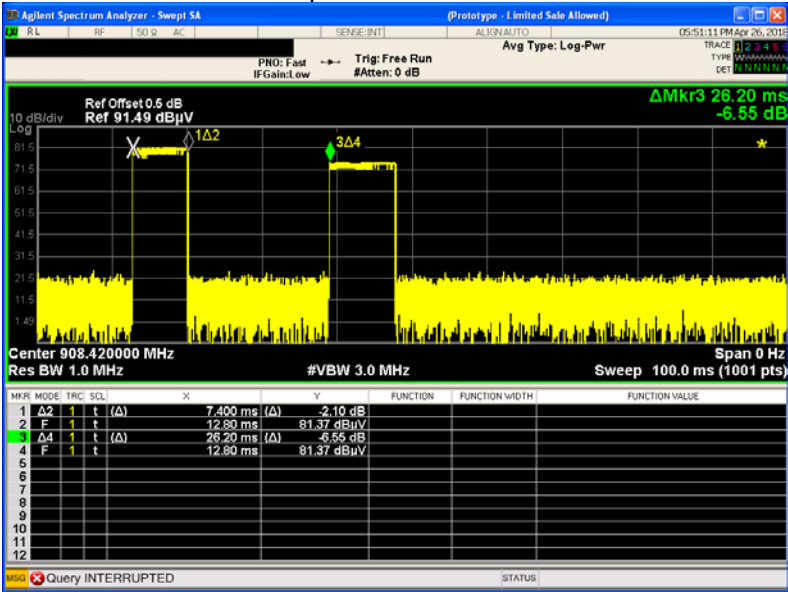 Agilent Spectrum Analyzer - Swept SA (Prototype - Limited Sale Allowed)
RL RF 50 Ω AC SENSE:INT ALIGNAUTO 05:51:11 PM Apr 26, 2018
Avg Type: Log-Pwr
TRACE 1 2 3 4 5 6
TYPE
DET N N N N N N
PNO: Fast Trig: Free Run
IFGain:Low #Atten: 0 dB
ΔMkr3 26.20 ms
-6.55 dB
Ref Offset 0.5 dB
10 dB/div Ref 91.49 dBµV
Log
81.5
71.5
61.5
51.5
41.5
31.5
21.5
11.5
1.49
X
1Δ2
3Δ4
*
Center 908.420000 MHz Span 0 Hz
Res BW 1.0 MHz #VBW 3.0 MHz Sweep 100.0 ms (1001 pts)
MKR MODE TRC SCL X Y FUNCTION FUNCTION WIDTH FUNCTION VALUE
1 Δ2 1 t (Δ) 7.400 ms (Δ) -2.10 dB
2 F 1 t 12.80 ms 81.37 dBµV
3 Δ4 1 t (Δ) 26.20 ms (Δ) -6.55 dB
4 F 1 t 12.80 ms 81.37 dBµV
5
6
7
8
9
10
11
12
MSG Query INTERRUPTED STATUS